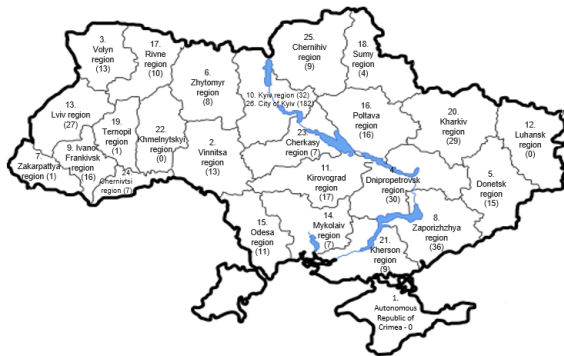 3.
Volyn
region
(13)
17.
Rivne
region
(10)
6.
Zhytomyr
region
(8)
25.
Chernihiv
region
(9)
18.
Sumy
region
(4)
10. Kyiv region (32)
26. City of Kyiv (182)
13.
Lviv region
(27)
19.
Ternopil
region
(1)
22.
Khmelnytskyi
region
(0)
2.
Vinnitsa
region
(13)
23.
Cherkasy
region (7)
16.
Poltava
region
(16)
20.
Kharkiv
region
(29)
12.
Luhansk
region
(0)
7.
Zakarpattya
region (1)
9. Ivano
Frankivsk
region
(16)
24.
Chernivtsi
region (7)
11.
Kirovograd
region
(17)
4.
Dnipropetrovsk
region
(30)
5.
Donetsk
region
(15)
15.
Odesa
region
(11)
14.
Mykolaiv
region
(7)
8.
Zaporizhzhya
region
(36)
21.
Kherson
region
(9)
1.
Autonomous
Republic of
Crimea - 0